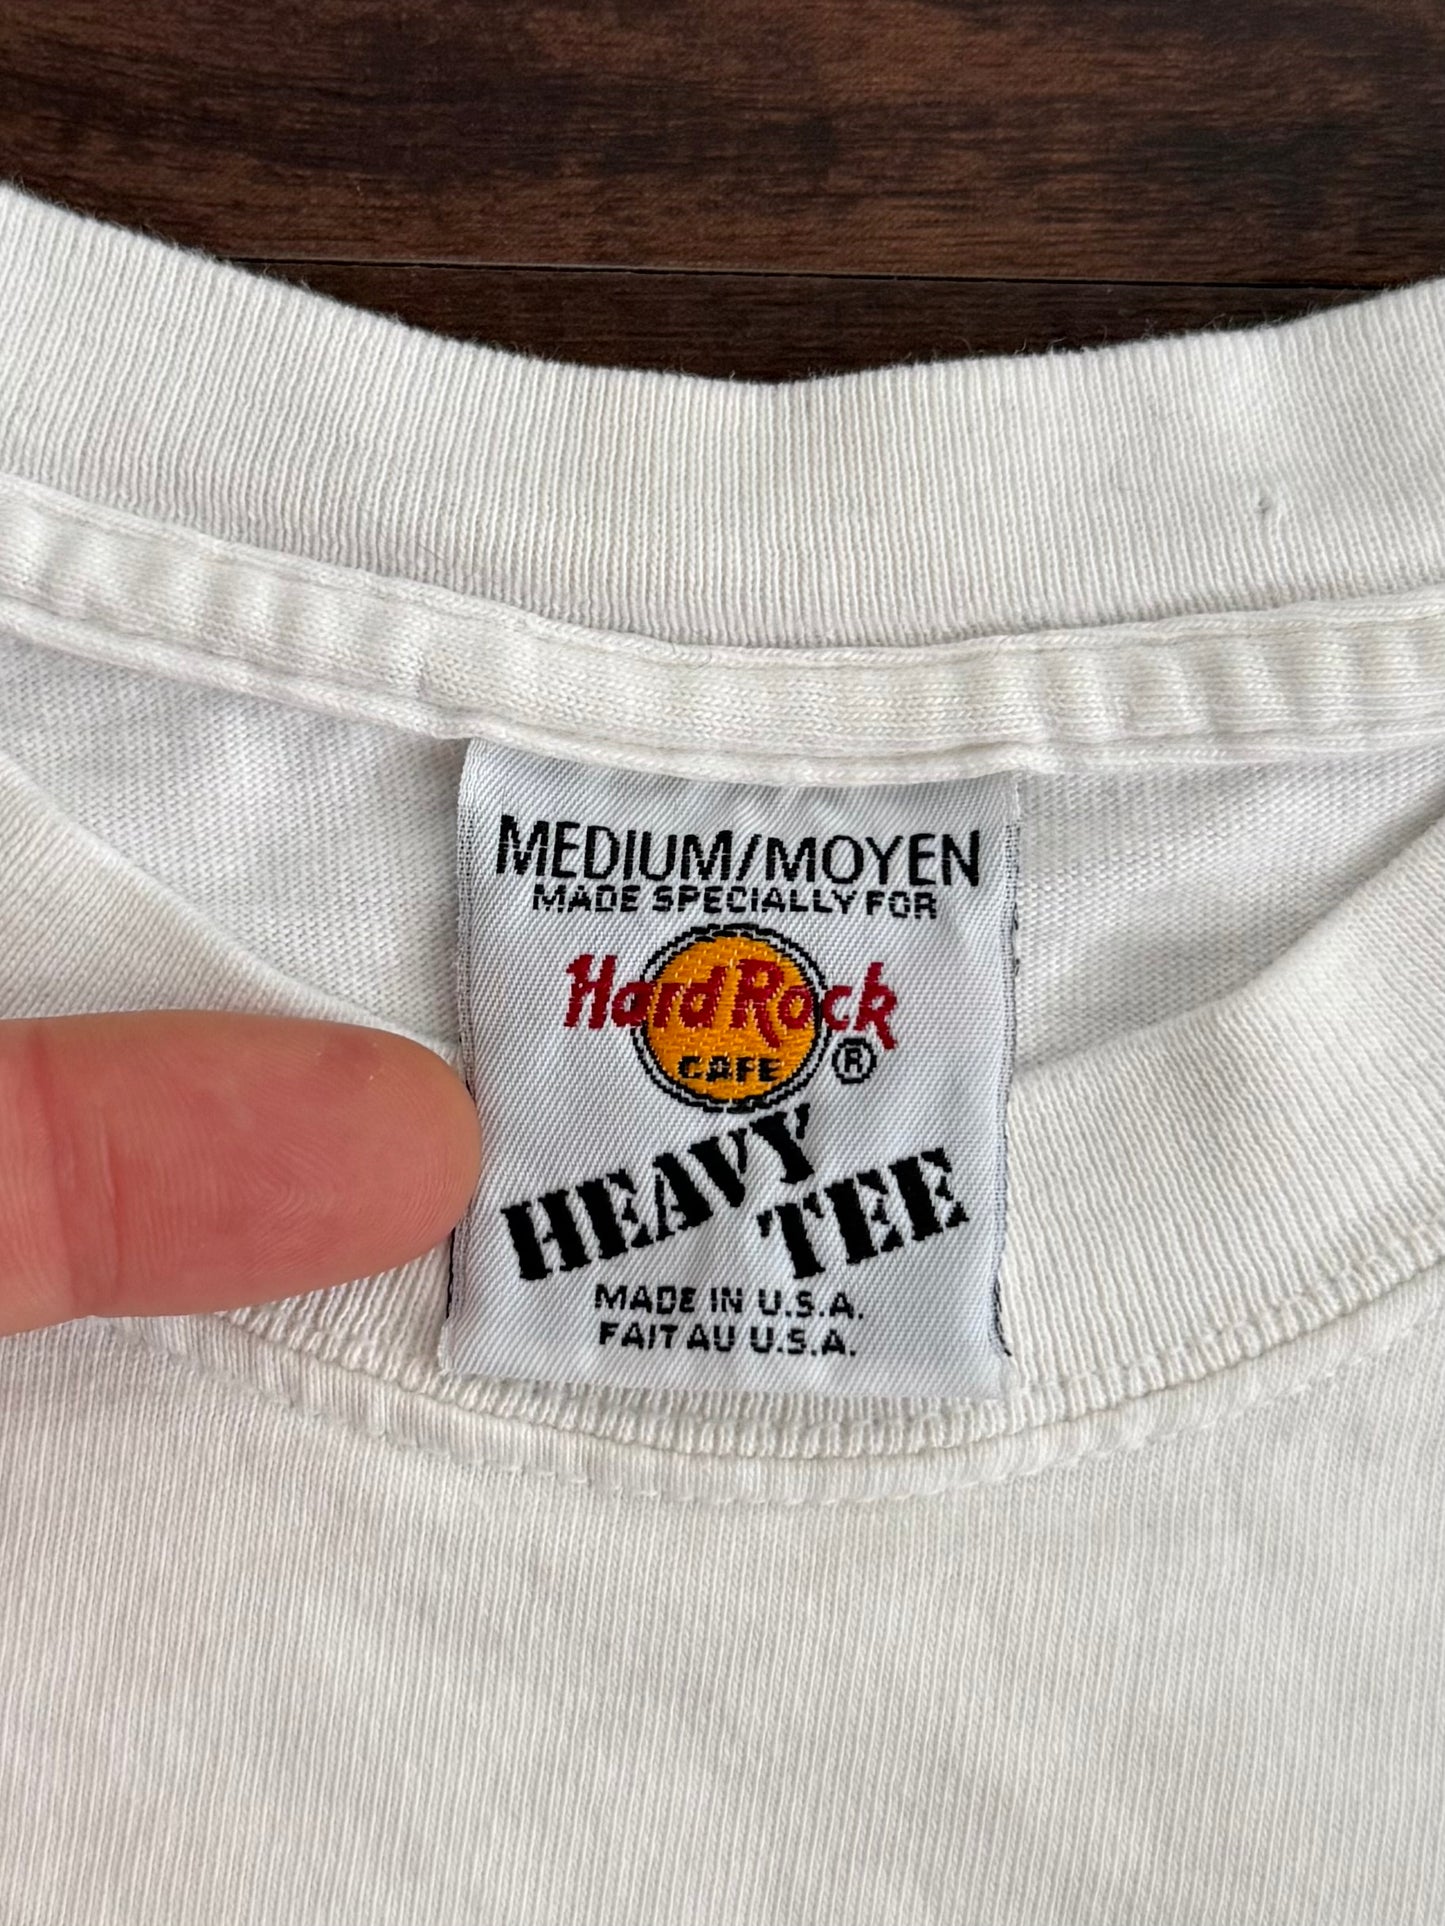 MEDIUM/MOYEN
MADE SPECIALLY FOR
Hard Rock
CAFE ®
HEAVY
TEE
MADE IN U.S.A.
FAIT AU U.S.A.